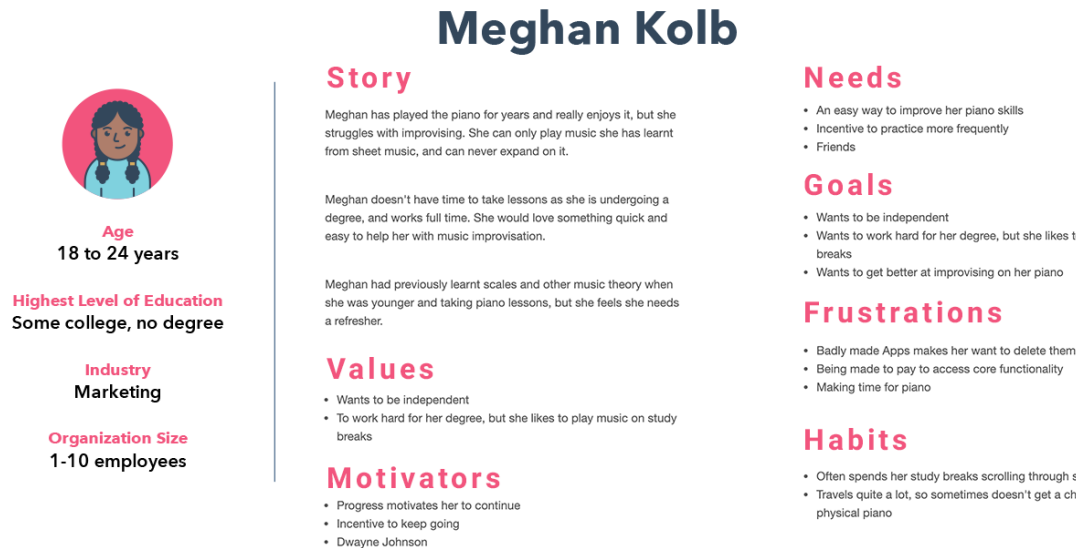 Meghan Kolb
Age
18 to 24 years
Highest Level of Education
Some college, no degree
Industry
Marketing
Organization Size
1-10 employees
Story
Meghan has played the piano for years and really enjoys it, but she
struggles with improvising. She can only play music she has learnt
from sheet music, and can never expand on it.
Meghan doesn't have time to take lessons as she is undergoing a
degree, and works full time. She would love something quick and
easy to help her with music improvisation.
Meghan had previously learnt scales and other music theory when
she was younger and taking piano lessons, but she feels she needs
a refresher.
Values
• Wants to be independent
• To work hard for her degree, but she likes to play music on study
breaks
Motivators
• Progress motivates her to continue
• Incentive to keep going
• Dwayne Johnson
Needs
• An easy way to improve her piano skills
• Incentive to practice more frequently
• Friends
Goals
• Wants to be independent
• Wants to work hard for her degree, but she likes
breaks
• Wants to get better at improvising on her piano
Frustrations
• Badly made Apps makes her want to delete them
• Being made to pay to access core functionality
• Making time for piano
Habits
• Often spends her study breaks scrolling through
• Travels quite a lot, so sometimes doesn't get a
physical piano